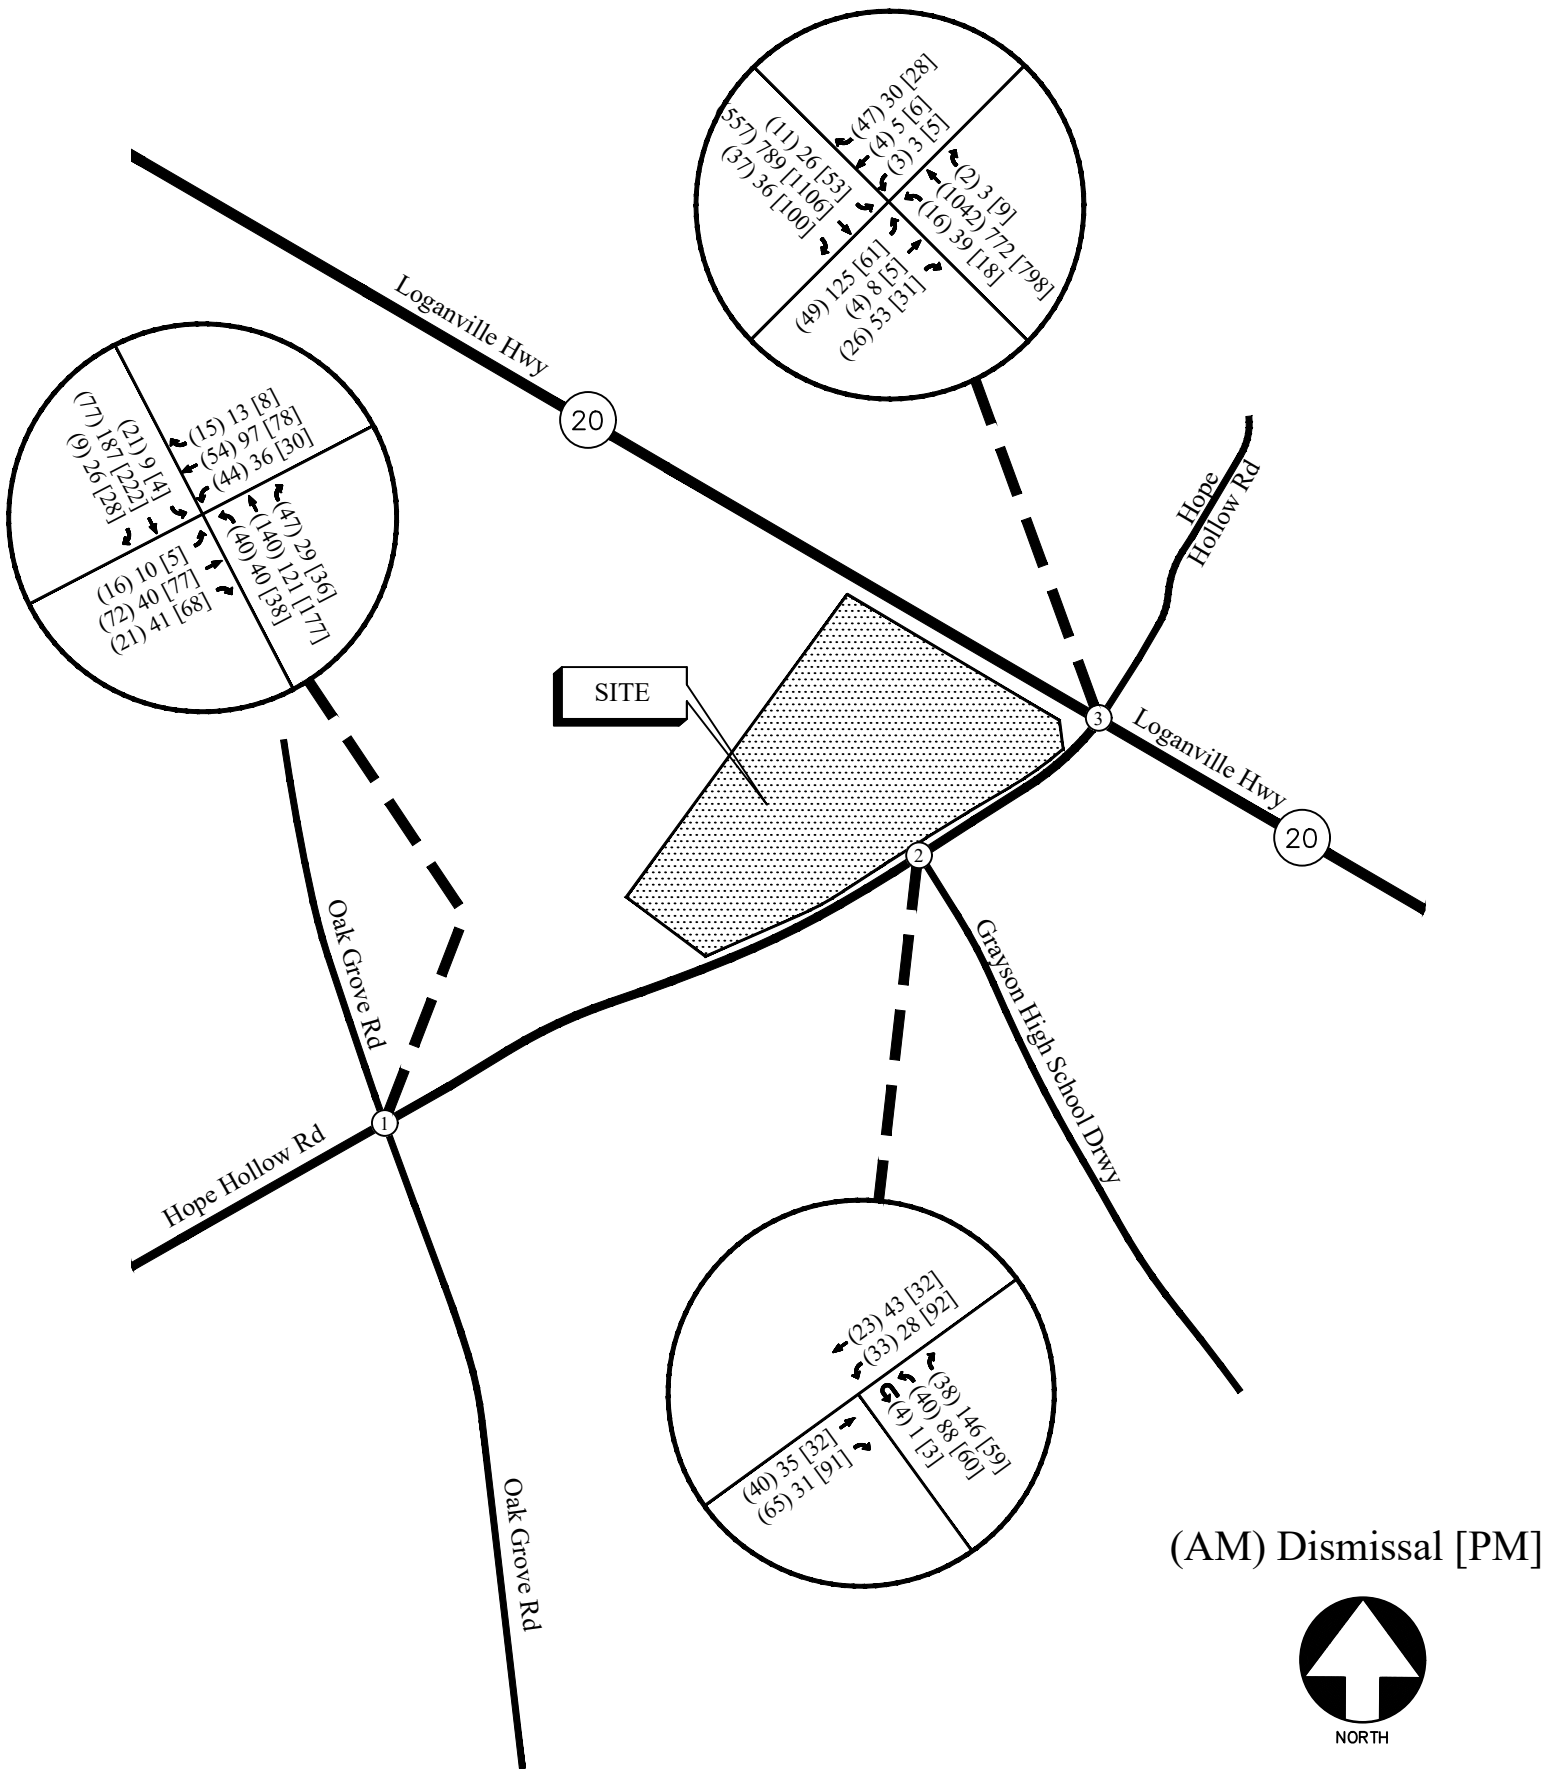 (47) 30 [28]
(4) 5 [6]
(3) 3 [5]
(11) 26 [53]
(557) 789 [1106]
(37) 36 [100]
(2) 3 [9]
(1042) 772 [798]
(16) 39 [18]
(49) 125 [61]
(4) 8 [5]
(26) 53 [31]
Loganville Hwy
20
(15) 13 [8]
(54) 97 [78]
(44) 36 [30]
(21) 9 [4]
(77) 187 [222]
(9) 26 [28]
(47) 29 [36]
(140) 121 [177]
(40) 40 [38]
(16) 10 [5]
(72) 40 [77]
(21) 41 [68]
Hope
Hollow Rd
SITE
3
Loganville Hwy
20
2
Oak Grove Rd
Grayson High School Drwy
1
Hope Hollow Rd
(23) 43 [32]
(33) 28 [92]
(38) 146 [59]
(40) 88 [60]
(4) 1 [3]
(40) 35 [32]
(65) 31 [91]
Oak Grove Rd
(AM) Dismissal [PM]
NORTH